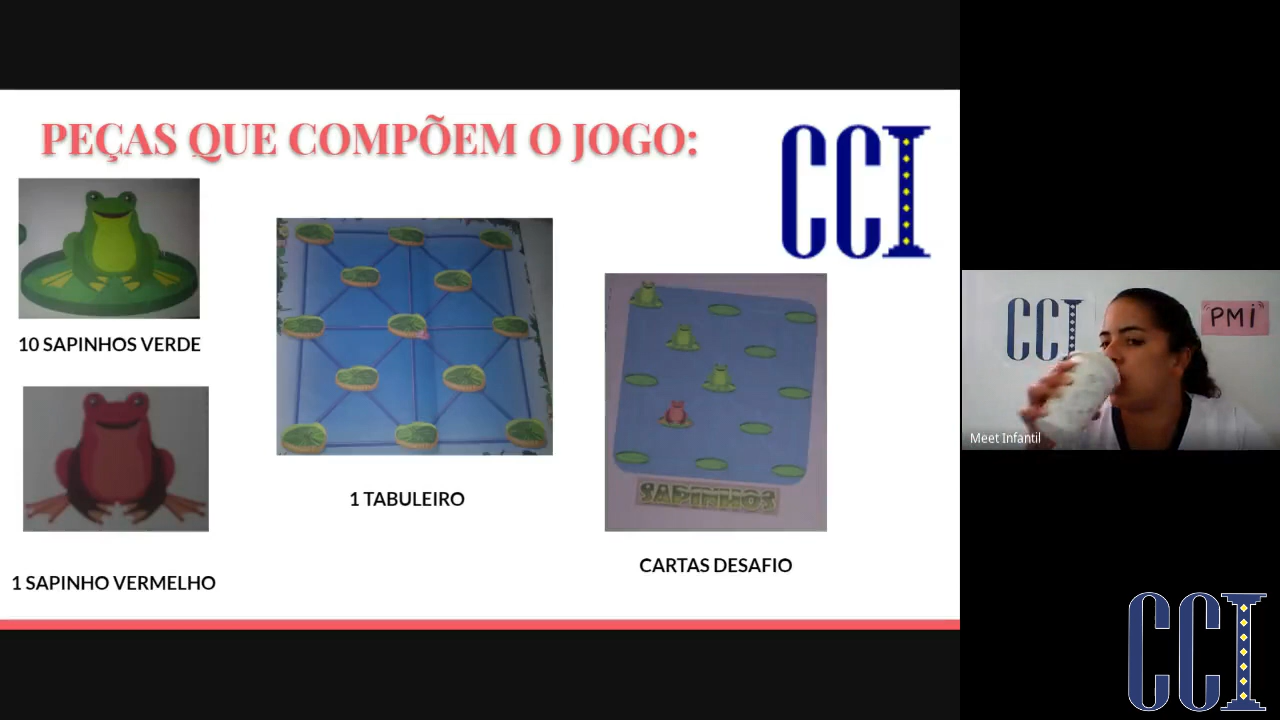 PEÇAS QUE COMPÕEM O JOGO:
CCI
10 SAPINHOS VERDE
1 SAPINHO VERMELHO
1 TABULEIRO
SAPINHOS
CARTAS DESAFIO
CCI
"PMi"
Meet Infantil
CCI